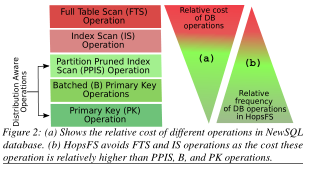 Full Table Scan (FTS)
Operation
Index Scan (IS)
Operation
Partition Pruned Index
Scan (PPIS) Operation
Batched (B) Primary Key
Operations
Primary Key (PK)
Operation
Distribution Aware
Operations
Relative cost
of DB
operations
(a)
(b)
Relative
frequency
of DB operations
in HopsFS
Figure 2: (a) Shows the relative cost of different operations in NewSQL
database. (b) HopsFS avoids FTS and IS operations as the cost these
operation is relatively higher than PPIS, B, and PK operations.